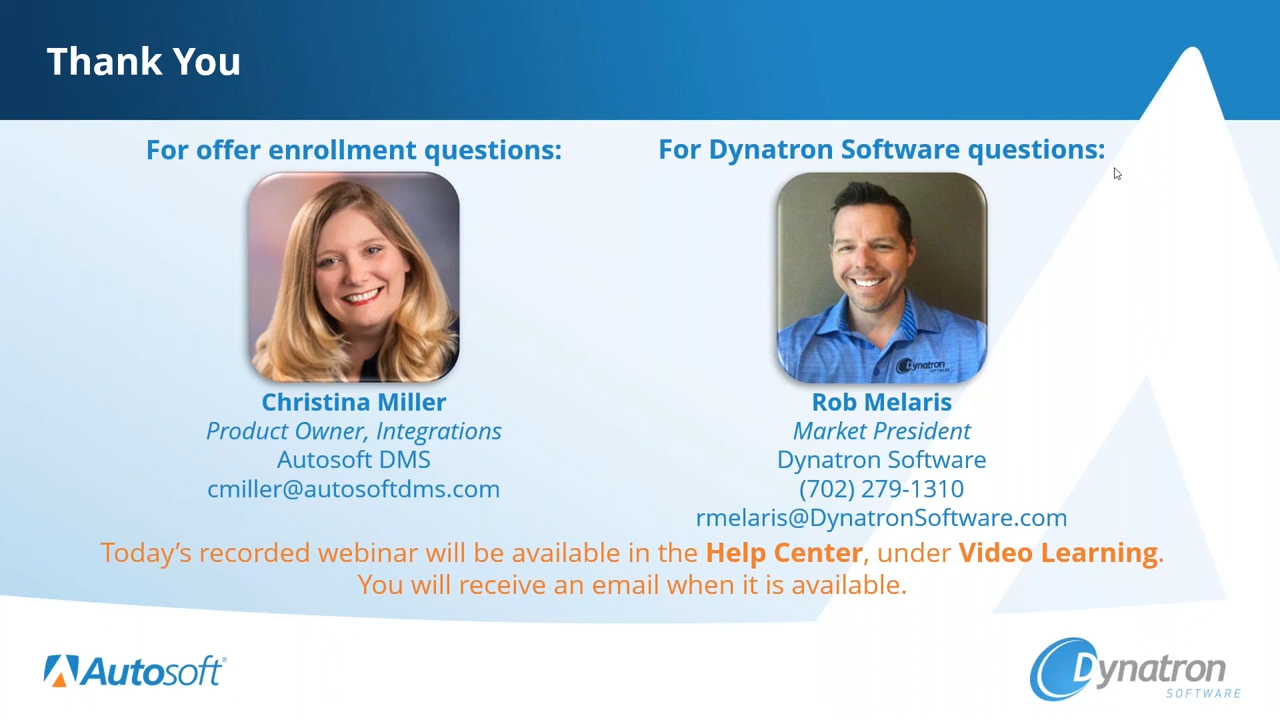 Thank You
For offer enrollment questions:
Christina Miller
Product Owner, Integrations
Autosoft DMS
cmiller@autosoftdms.com
For Dynatron Software questions:
Dynatron
SOFTWARE
Rob Melaris
Market President
Dynatron Software
(702) 279-1310
rmelaris@DynatronSoftware.com
Today’s recorded webinar will be available in the Help Center, under Video Learning.
You will receive an email when it is available.
Autosoft®
Dynatron
SOFTWARE